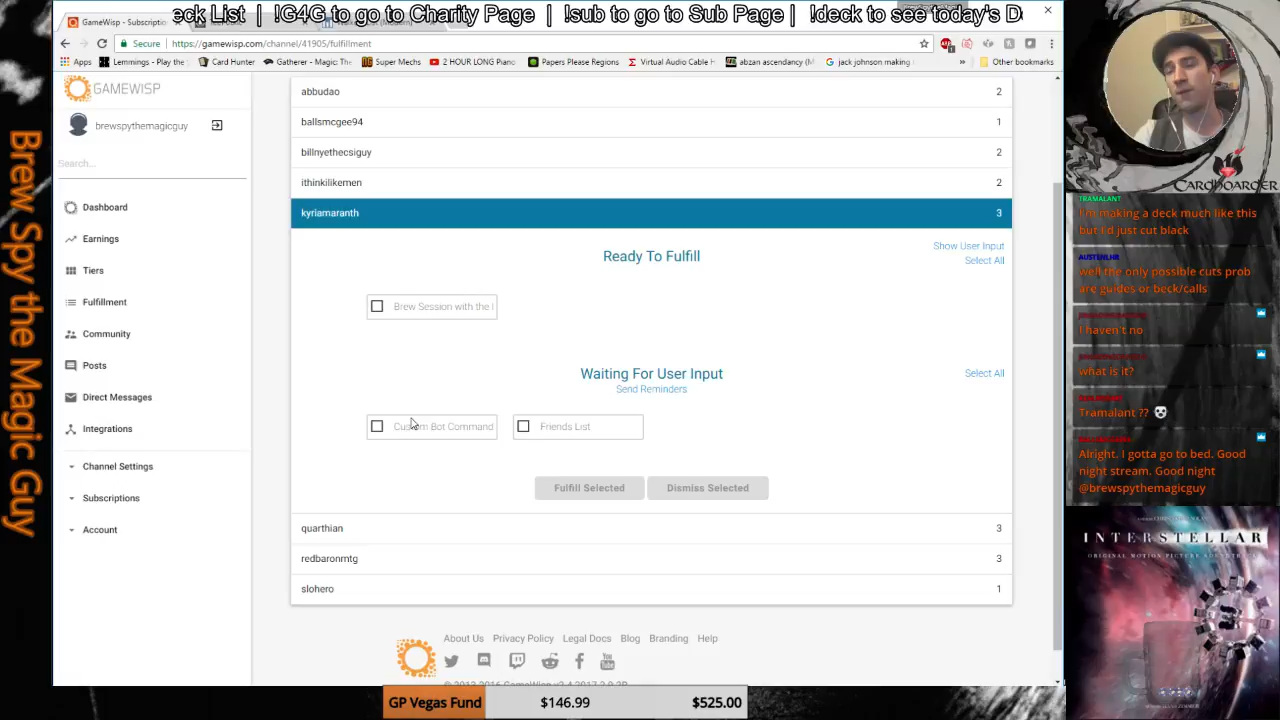 eck List | !G4G to go to Charity Page | !sub to go to Sub Page | !deck to see today's D
GameWisp - Subscriptio
Secure | https://gamewisp.com/channel/41905/fulfillment
Apps
Lemmings - Play the
Card Hunter
Gatherer - Magic: The
Super Mechs
2 HOUR LONG Piano
Papers Please Questions
Virtual Audio Cable H
abzan ascendancy (M
jack johnson making
Other bookmarks
GAMEWISP
brewspythemagicguy
Search...
Dashboard
Earnings
Tiers
Fulfillment
Community
Posts
Direct Messages
Integrations
Channel Settings
Subscriptions
Account
abbudao 2
ballsmcgee94 1
billnyethecsiguy 2
ithinkilikemen 2
kyriamaranth 3
Ready To Fulfill
Show User Input
Select All
Brew Session with the
Waiting For User Input
Send Reminders
Select All
Custom Bot Command
Friends List
Fulfill Selected
Dismiss Selected
quarthian 3
redbaronmtg 3
slohero 1
About Us Privacy Policy Legal Docs Blog Branding Help
Brew Spy the Magic Guy
GP Vegas Fund $146.99 $525.00
CARDHOARDER
TRAMALANT
I'm making a deck much like this
but I'd just cut black
AUSTENLHR
well the only possible cuts prob
are guides or beck/calls
I haven't no
what is it?
Tramalant ??
Alright. I gotta go to bed. Good
night stream. Good night
@brewspythemagicguy
INTERSTELLAR
ORIGINAL MOTION PICTURE SOUNDTRACK